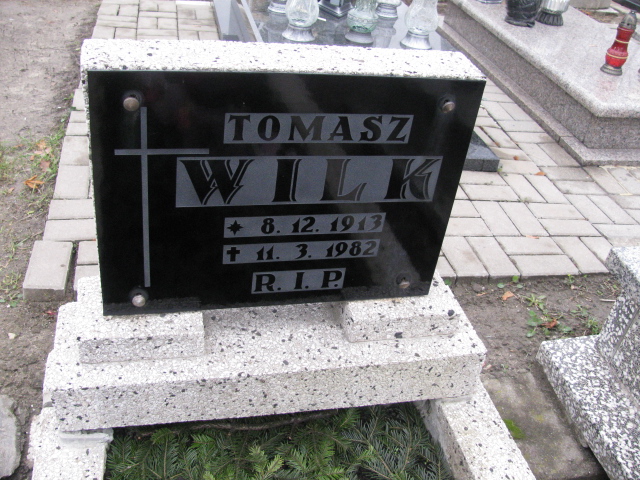 TOMASZ
WILK
* 8. 12. 1913
† 11. 3. 1982
R. I. P.